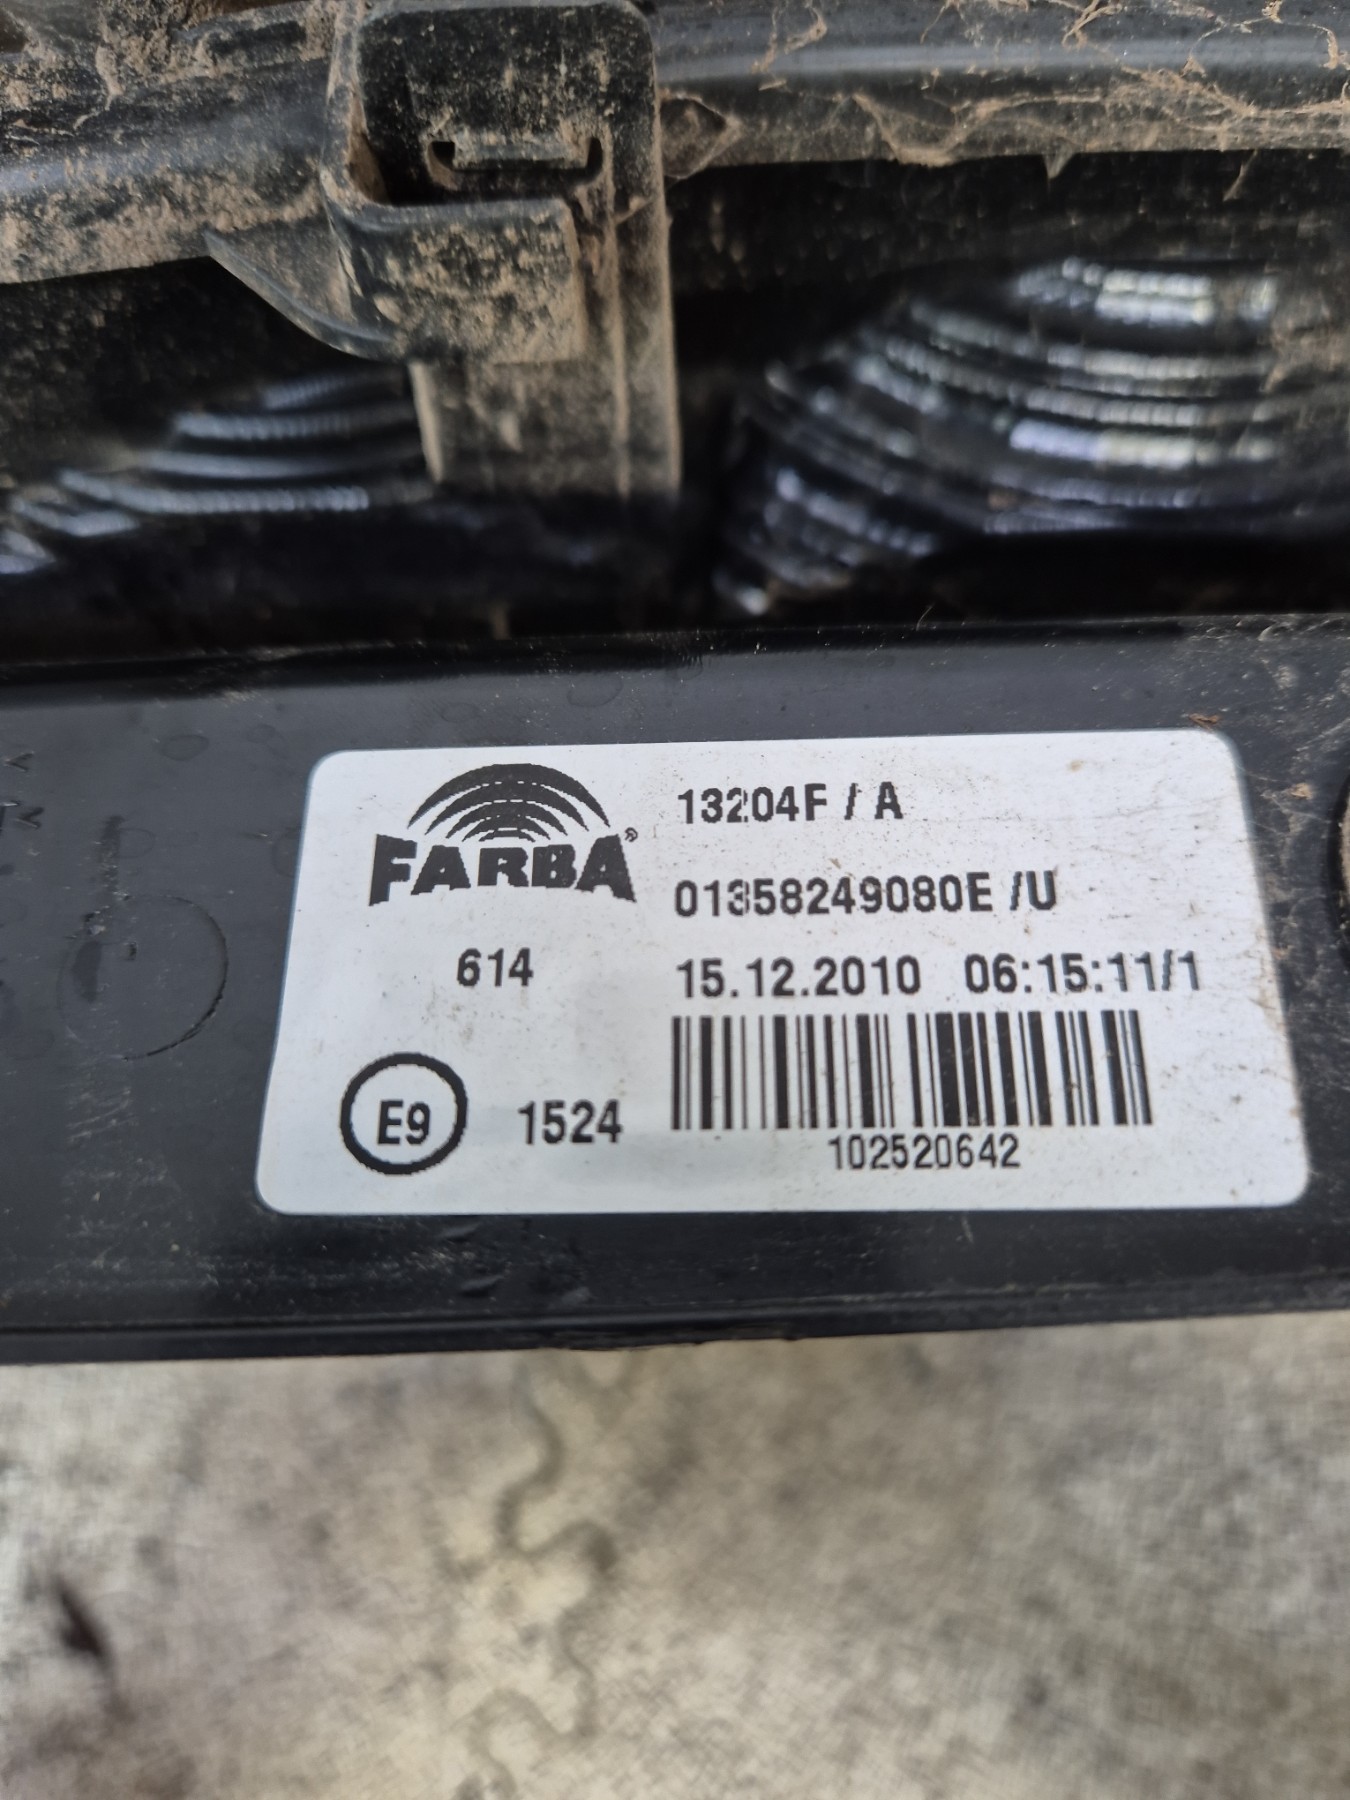 FARBA®
13204F / A
01358249080E /U
614
15.12.2010 06:15:11/1
E9
1524
102520642